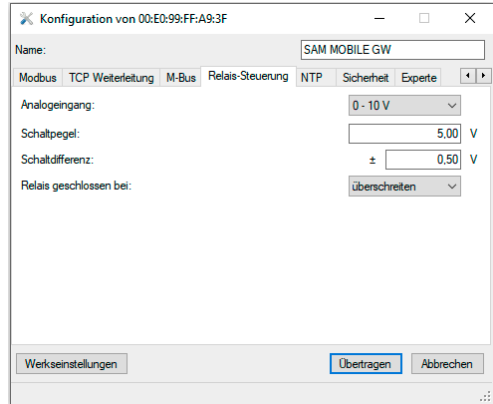 Konfiguration von 00:E0:99:FF:A9:3F
Name: SAM MOBILE GW
Modbus TCP Weiterleitung M-Bus Relais-Steuerung NTP Sicherheit Experte
Analogeingang: 0 - 10 V
Schaltpegel: 5,00 V
Schaltdifferenz: ± 0,50 V
Relais geschlossen bei: überschreiten
Werkseinstellungen Übertragen Abbrechen